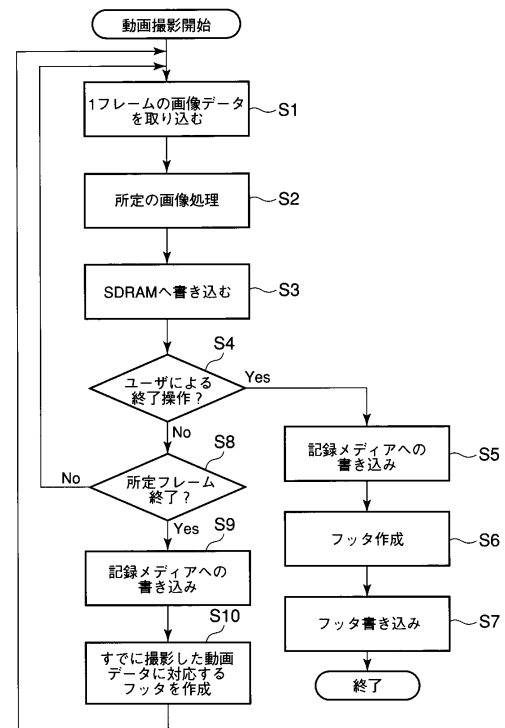 動画撮影開始
1フレームの画像データ
を取り込む
S1
所定の画像処理
S2
SDRAMへ書き込む
S3
S4
ユーザによる
終了操作？
Yes
No
S8
所定フレーム
終了？
No
Yes
S9
記録メディアへの
書き込み
S10
すでに撮影した動画
データに対応する
フッタを作成
記録メディアへの
書き込み
S5
フッタ作成
S6
フッタ書き込み
S7
終了